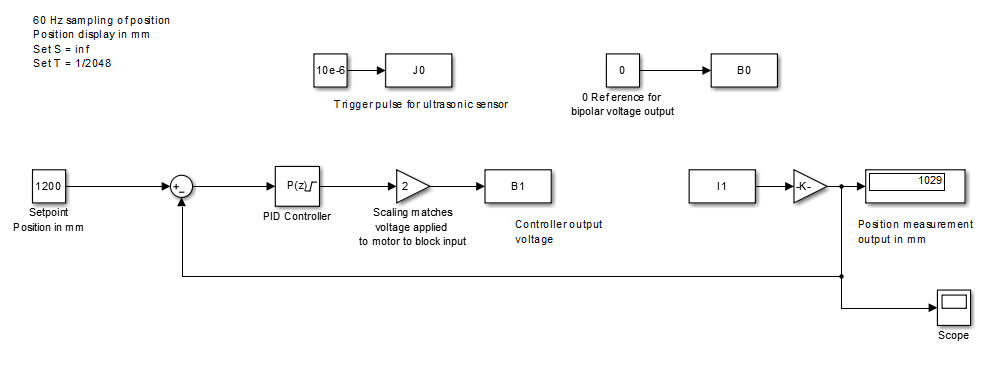 60 Hz sampling of position
Position display in mm
Set S = inf
Set T = 1/2048
10e-6
J0
Trigger pulse for ultrasonic sensor
0
B0
0 Reference for
bipolar voltage output
1200
Setpoint
Position in mm
+
-
P(z)
PID Controller
2
Scaling matches
voltage applied
to motor to block input
B1
Controller output
voltage
I1
-K-
1029
Position measurement
output in mm
Scope